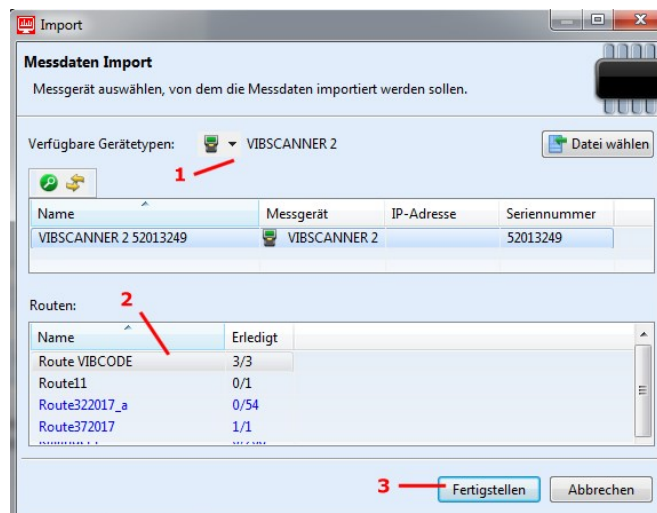 Import
Messdaten Import
Messgerät auswählen, von dem die Messdaten importiert werden sollen.
Verfügbare Gerätetypen: VIBSCANNER 2 Datei wählen
1
Name Messgerät IP-Adresse Seriennummer
VIBSCANNER 2 52013249 VIBSCANNER 2 52013249
Routen:
2
Name Erledigt
Route VIBCODE 3/3
Route11 0/1
Route322017_a 0/54
Route372017 1/1
3 Fertigstellen Abbrechen